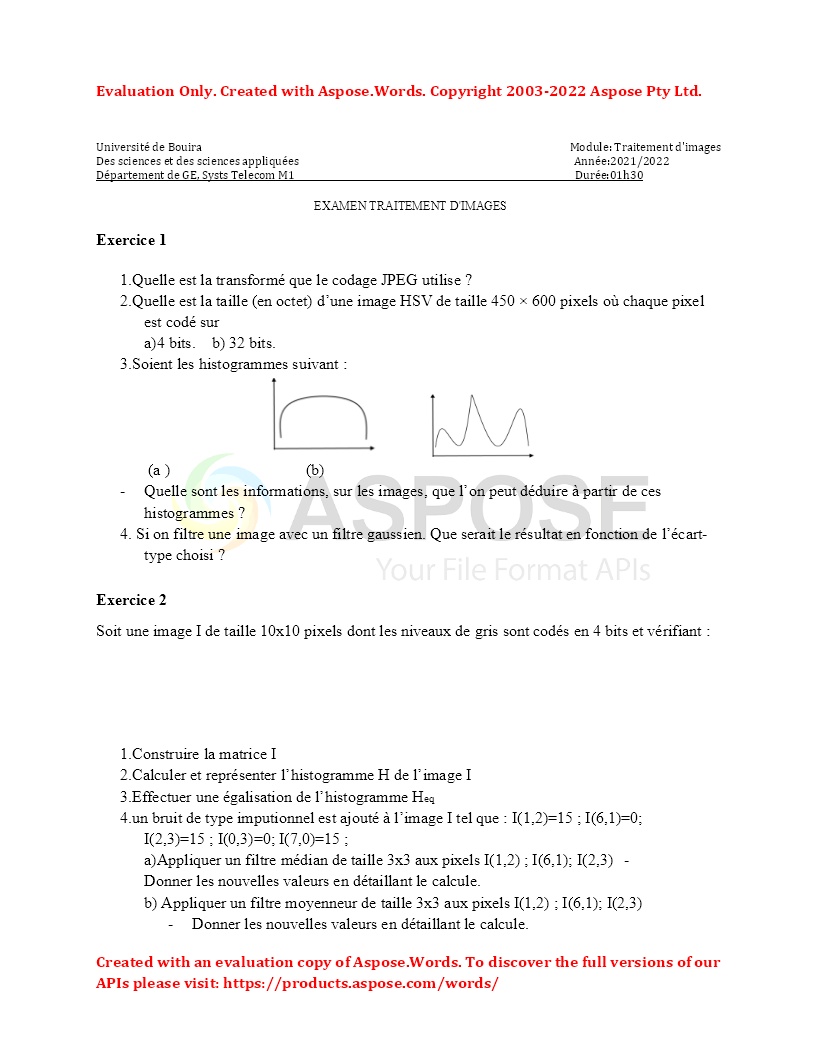 Evaluation Only. Created with Aspose.Words. Copyright 2003-2022 Aspose Pty Ltd.
Université de Bouira Module: Traitement d'images
Des sciences et des sciences appliquées Année:2021/2022
Département de GE, Systs Telecom M1 Durée:01h30
EXAMEN TRAITEMENT D'IMAGES
Exercice 1
1.Quelle est la transformé que le codage JPEG utilise ?
2.Quelle est la taille (en octet) d’une image HSV de taille 450 × 600 pixels où chaque pixel
est codé sur
a)4 bits. b) 32 bits.
3.Soient les histogrammes suivant :
(a ) (b)
- Quelle sont les informations, sur les images, que l’on peut déduire à partir de ces
histogrammes ?
4. Si on filtre une image avec un filtre gaussien. Que serait le résultat en fonction de l’écart-
type choisi ?
ASPOSE
Your File Format APIs
Exercice 2
Soit une image I de taille 10x10 pixels dont les niveaux de gris sont codés en 4 bits et vérifiant :
1.Construire la matrice I
2.Calculer et représenter l’histogramme H de l’image I
3.Effectuer une égalisation de l’histogramme Heq
4.un bruit de type imputionnel est ajouté à l’image I tel que : I(1,2)=15 ; I(6,1)=0;
I(2,3)=15 ; I(0,3)=0; I(7,0)=15 ;
a)Appliquer un filtre médian de taille 3x3 aux pixels I(1,2) ; I(6,1); I(2,3) -
Donner les nouvelles valeurs en détaillant le calcule.
b) Appliquer un filtre moyenneur de taille 3x3 aux pixels I(1,2) ; I(6,1); I(2,3)
- Donner les nouvelles valeurs en détaillant le calcule.
Created with an evaluation copy of Aspose.Words. To discover the full versions of our
APIs please visit: https://products.aspose.com/words/